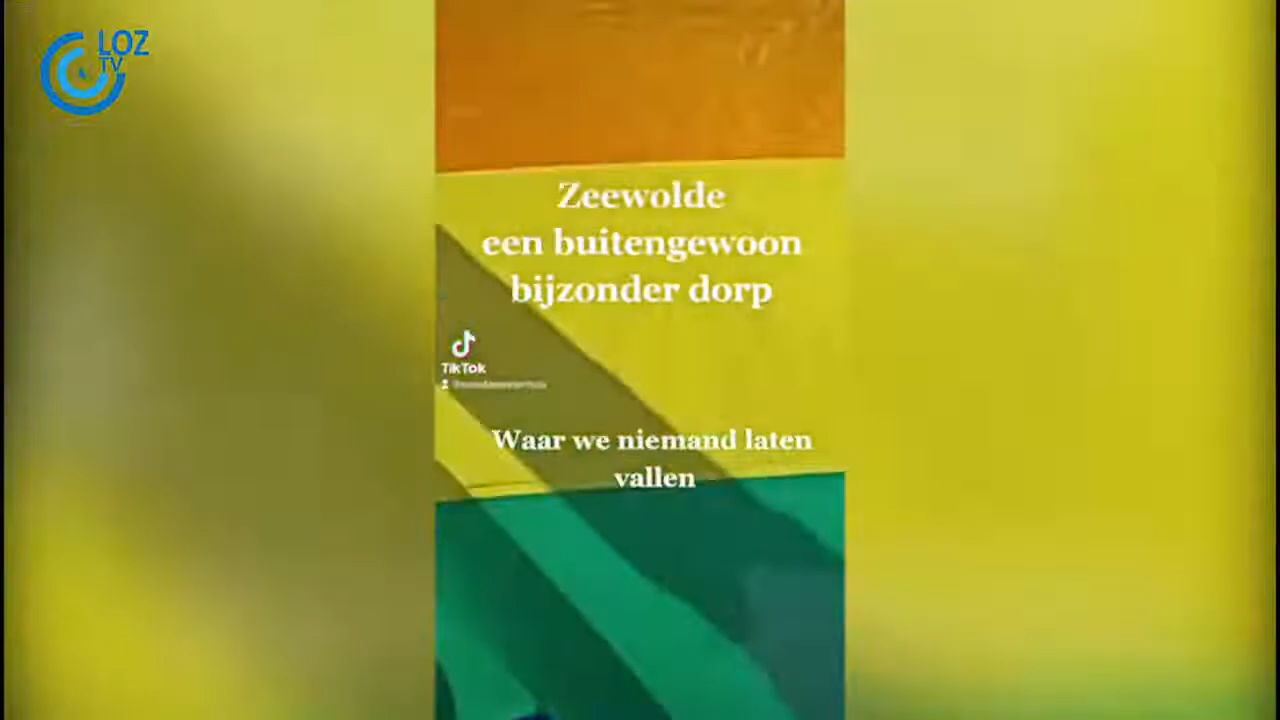 LOZ
TV
Zeewolde
een buitengewoon
bijzonder dorp
TikTok
Waar we niemand laten
vallen